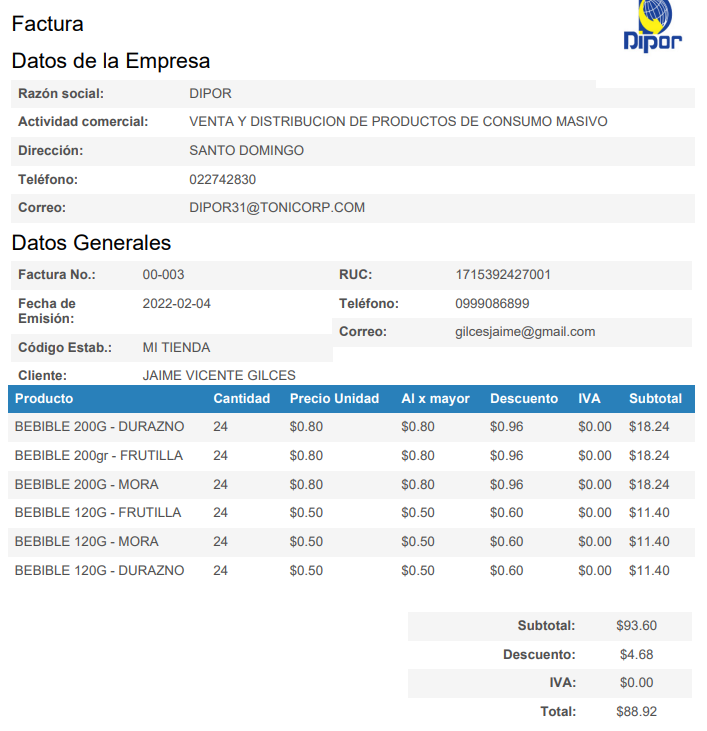 Factura
Dipor
Datos de la Empresa
Razón social: DIPOR
Actividad comercial: VENTA Y DISTRIBUCION DE PRODUCTOS DE CONSUMO MASIVO
Dirección: SANTO DOMINGO
Teléfono: 022742830
Correo: DIPOR31@TONICORP.COM
Datos Generales
Factura No.: 00-003 RUC: 1715392427001
Fecha de Emisión: 2022-02-04 Teléfono: 0999086899
Correo: gilcesjaime@gmail.com
Código Estab.: MI TIENDA
Cliente: JAIME VICENTE GILCES
Producto Cantidad Precio Unidad Al x mayor Descuento IVA Subtotal
BEBIBLE 200G - DURAZNO 24 $0.80 $0.80 $0.96 $0.00 $18.24
BEBIBLE 200gr - FRUTILLA 24 $0.80 $0.80 $0.96 $0.00 $18.24
BEBIBLE 200G - MORA 24 $0.80 $0.80 $0.96 $0.00 $18.24
BEBIBLE 120G - FRUTILLA 24 $0.50 $0.50 $0.60 $0.00 $11.40
BEBIBLE 120G - MORA 24 $0.50 $0.50 $0.60 $0.00 $11.40
BEBIBLE 120G - DURAZNO 24 $0.50 $0.50 $0.60 $0.00 $11.40
Subtotal: $93.60
Descuento: $4.68
IVA: $0.00
Total: $88.92